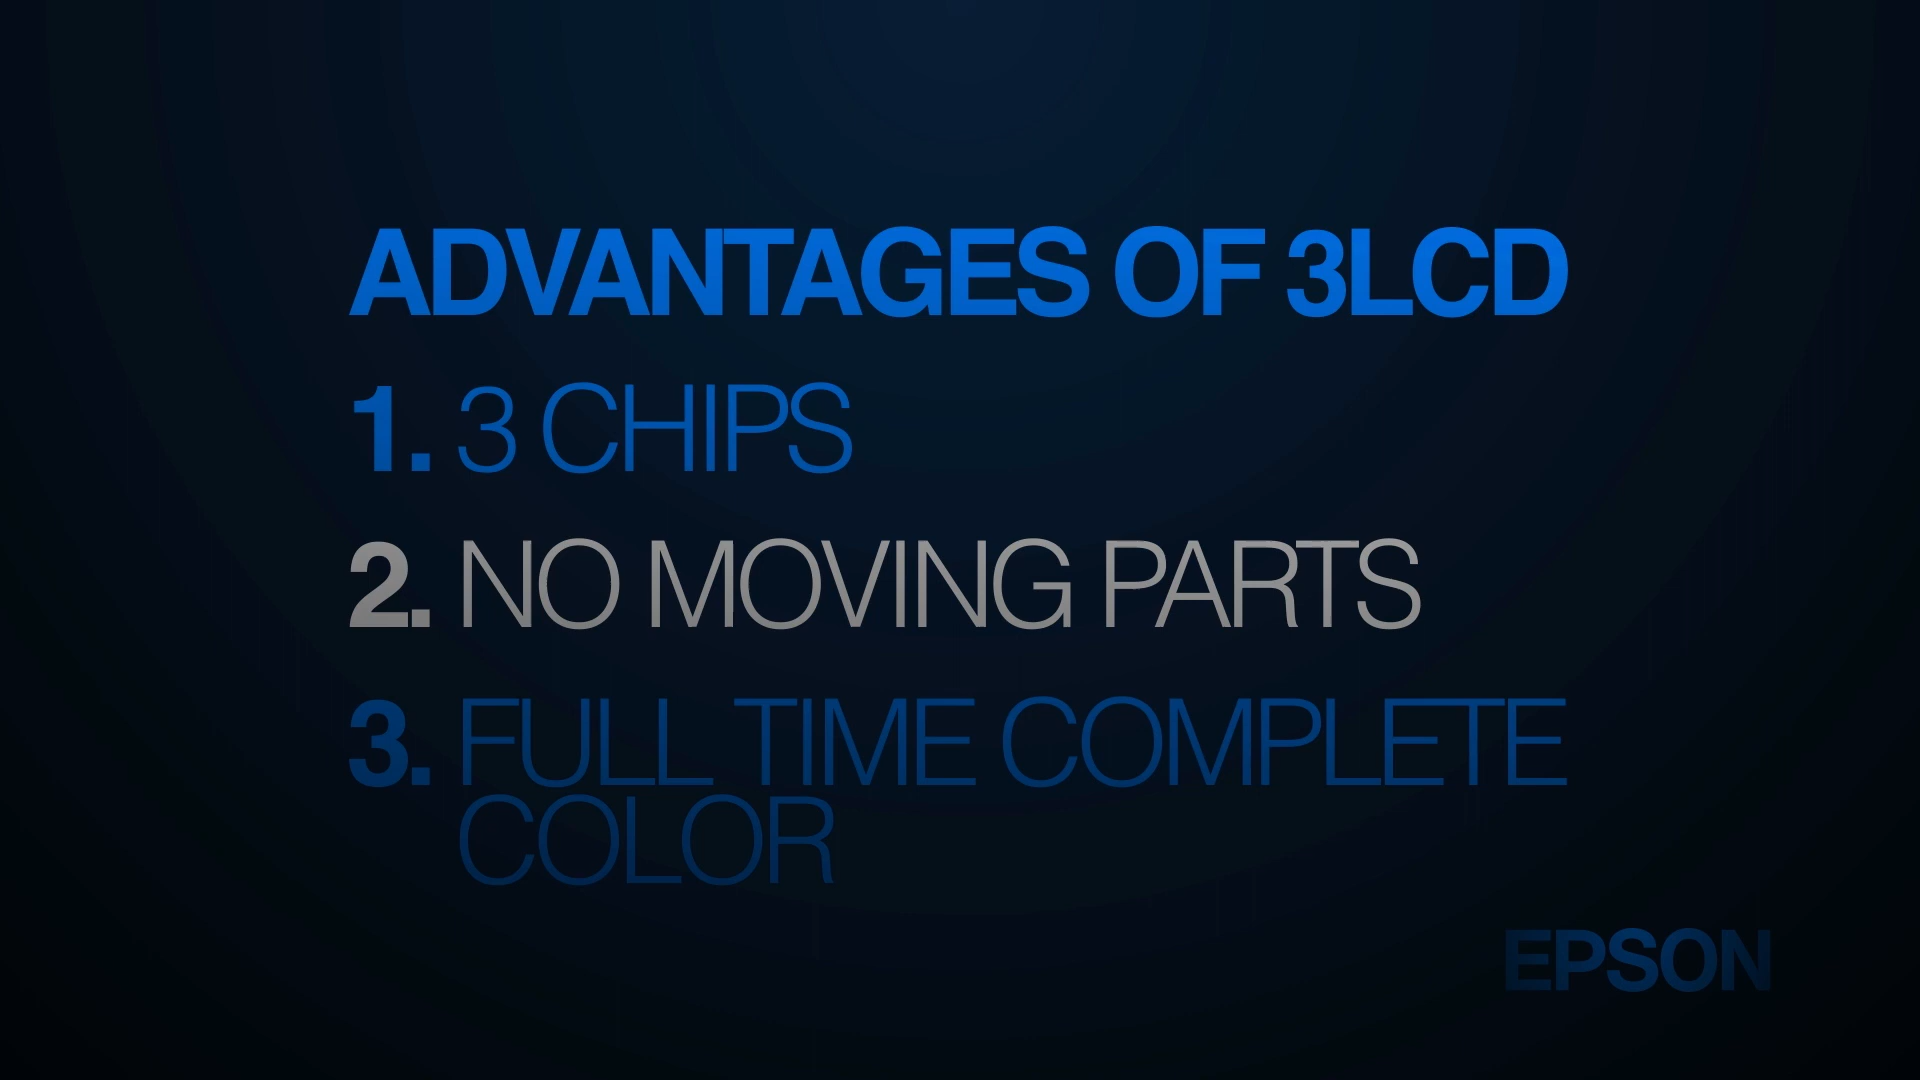 ADVANTAGES OF 3LCD
1. 3 CHIPS
2. NO MOVING PARTS
3. FULL TIME COMPLETE
COLOR
EPSON